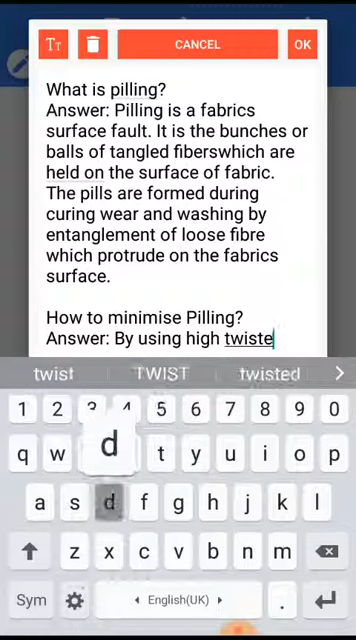 TT CANCEL OK
What is pilling?
Answer: Pilling is a fabrics
surface fault. It is the bunches or
balls of tangled fiberswhich are
held on the surface of fabric.
The pills are formed during
curing wear and washing by
entanglement of loose fibre
which protrude on the fabrics
surface.
How to minimise Pilling?
Answer: By using high twiste
twist TWIST twisted
1 2 3 4 5 6 7 8 9 0
d
q w t y u i o p
a s d f g h j k l
z x c v b n m
Sym English(UK) .